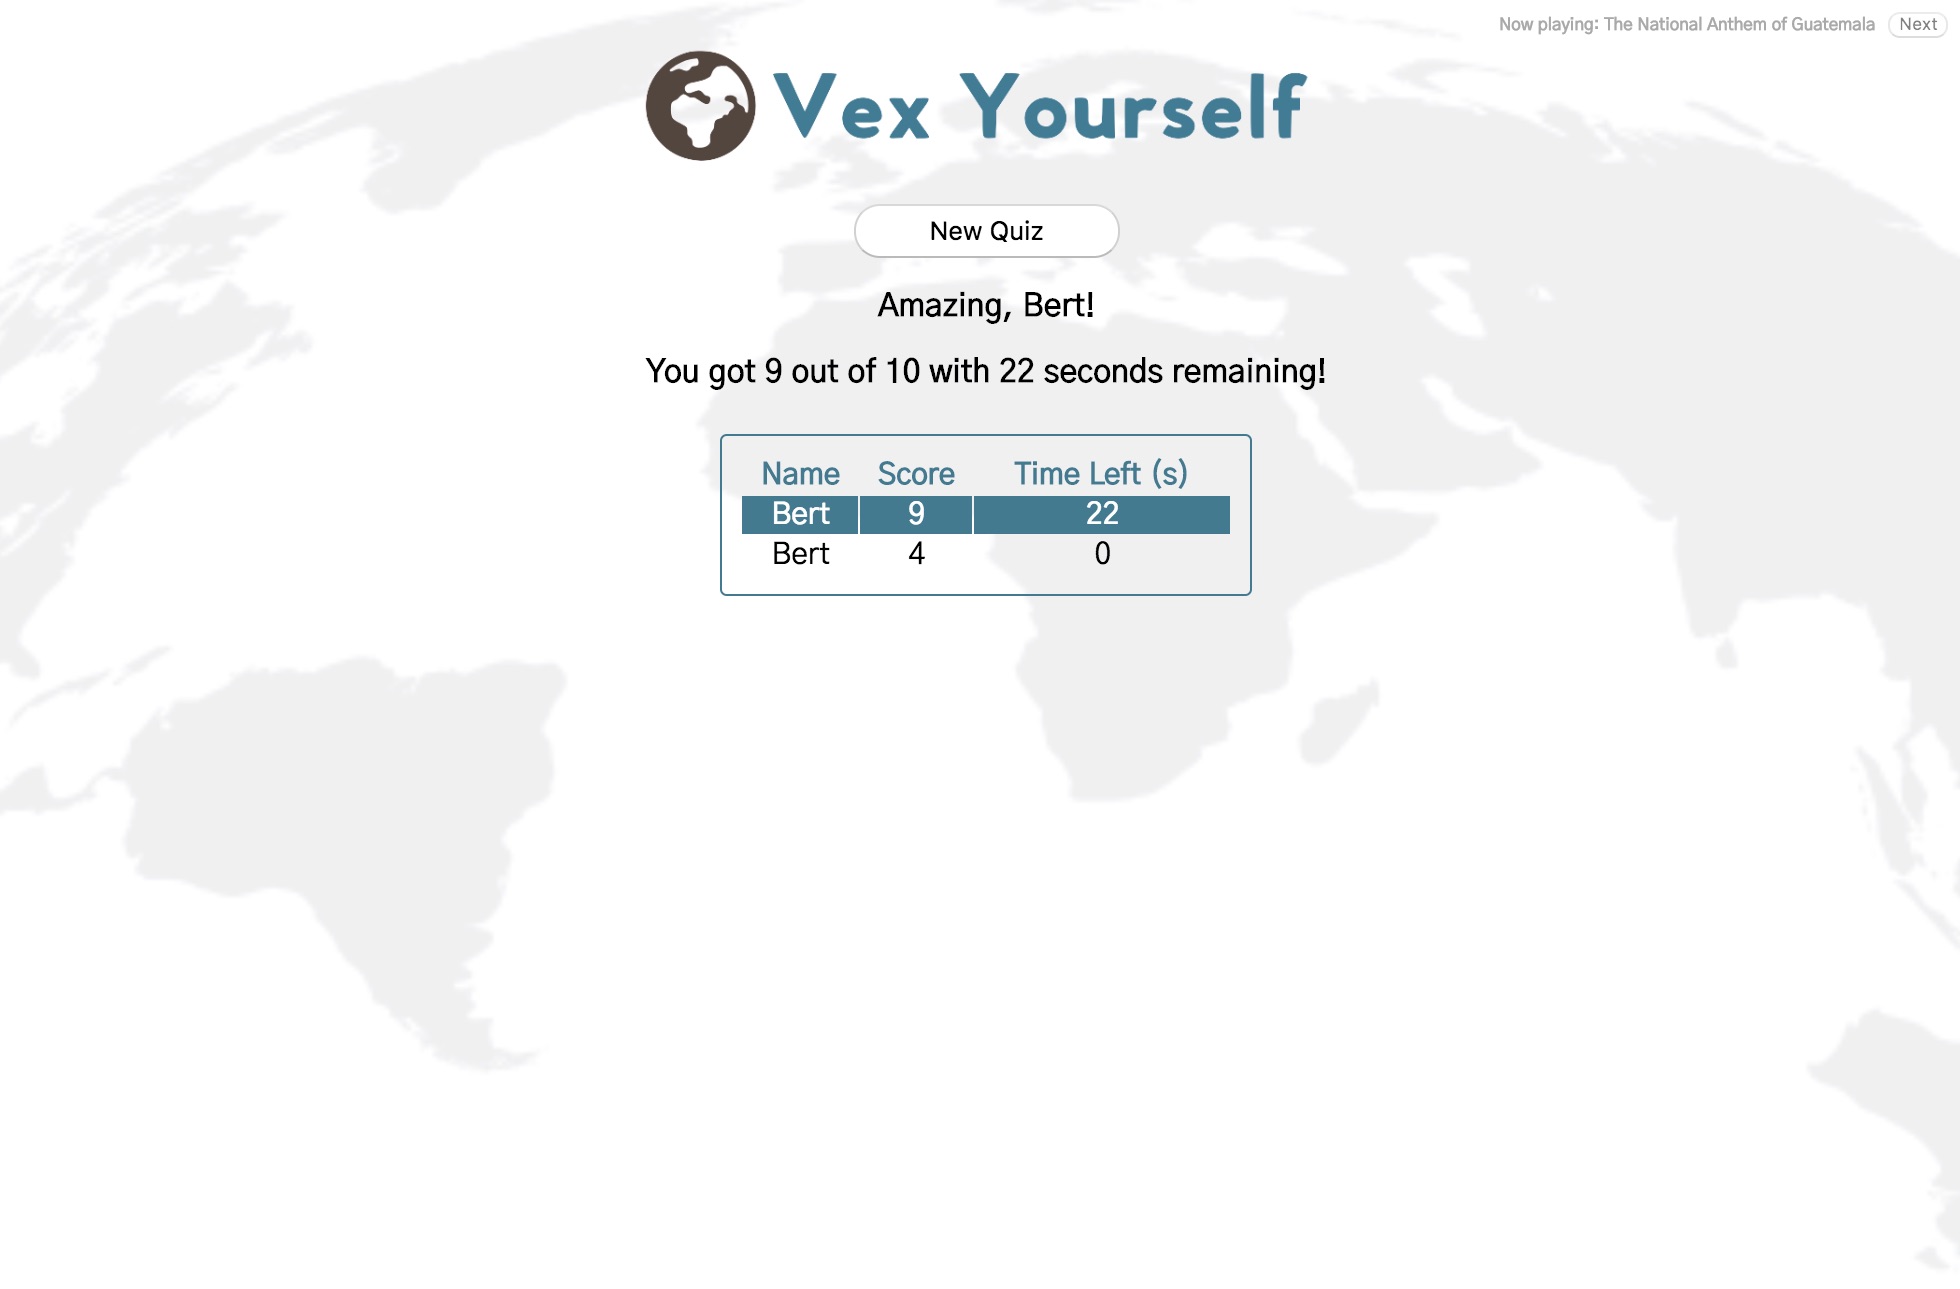 Now playing: The National Anthem of Guatemala Next
Vex Yourself
New Quiz
Amazing, Bert!
You got 9 out of 10 with 22 seconds remaining!
Name Score Time Left (s)
Bert 9 22
Bert 4 0